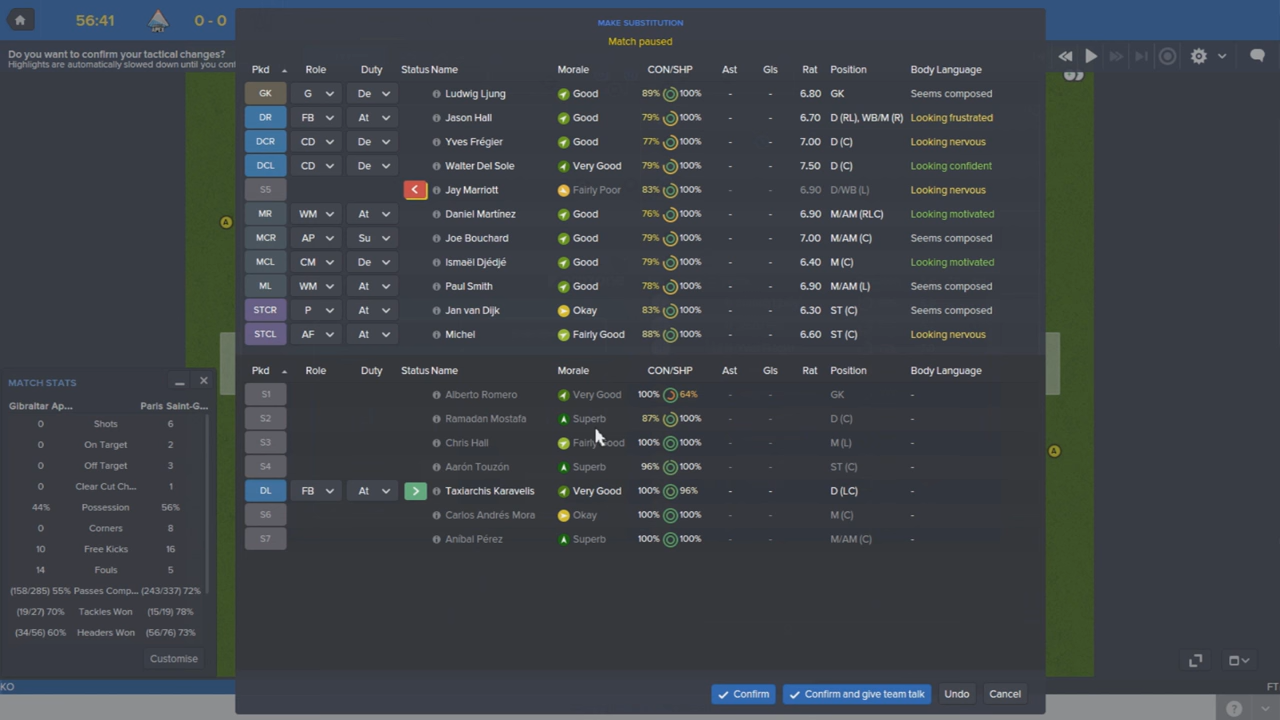 56:41
APEX
0 - 0
Do you want to confirm your tactical changes?
Highlights are automatically slowed down until you cont
MAKE SUBSTITUTION
Match paused
Pkd Role Duty Status Name Morale CON/SHP Ast Gls Rat Position Body Language
GK G De Ludwig Ljung Good 89% 100% - - 6.80 GK Seems composed
DR FB At Jason Hall Good 79% 100% - - 6.70 D (RL), WB/M (R) Looking frustrated
DCR CD De Yves Frégier Good 77% 100% - - 7.00 D (C) Looking nervous
DCL CD De Walter Del Sole Very Good 79% 100% - - 7.50 D (C) Looking confident
S5 Jay Marriott Fairly Poor 83% 100% - - 6.90 D/WB (L) Looking nervous
MR WM At Daniel Martínez Good 76% 100% - - 6.90 M/AM (RLC) Looking motivated
MCR AP Su Joe Bouchard Good 79% 100% - - 7.00 M/AM (C) Seems composed
MCL CM De Ismaël Djédjé Good 79% 100% - - 6.40 M (C) Looking motivated
ML WM At Paul Smith Good 78% 100% - - 6.90 M/AM (L) Seems composed
STCR P At Jan van Dijk Okay 83% 100% - - 6.30 ST (C) Seems composed
STCL AF At Michel Fairly Good 88% 100% - - 6.60 ST (C) Looking nervous
Pkd Role Duty Status Name Morale CON/SHP Ast Gls Rat Position Body Language
S1 Alberto Romero Very Good 100% 64% - - - GK -
S2 Ramadan Mostafa Superb 87% 100% - - - D (C) -
S3 Chris Hall Fairly Good 100% 100% - - - M (L) -
S4 Aarón Touzón Superb 96% 100% - - - ST (C) -
DL FB At Taxiarchis Karavelis Very Good 100% 96% - - - D (LC) -
S6 Carlos Andrés Mora Okay 100% 100% - - - M (C) -
S7 Aníbal Pérez Superb 100% 100% - - - M/AM (C) -
Confirm
Confirm and give team talk
Undo
Cancel
MATCH STATS
Gibraltar Ap... Paris Saint-G...
0 Shots 6
0 On Target 2
0 Off Target 3
0 Clear Cut Ch... 1
44% Possession 56%
0 Corners 8
10 Free Kicks 16
14 Fouls 5
(158/285) 55% Passes Comp... (243/337) 72%
(19/27) 70% Tackles Won (15/19) 78%
(34/56) 60% Headers Won (56/76) 73%
Customise
A
A
KO
FT